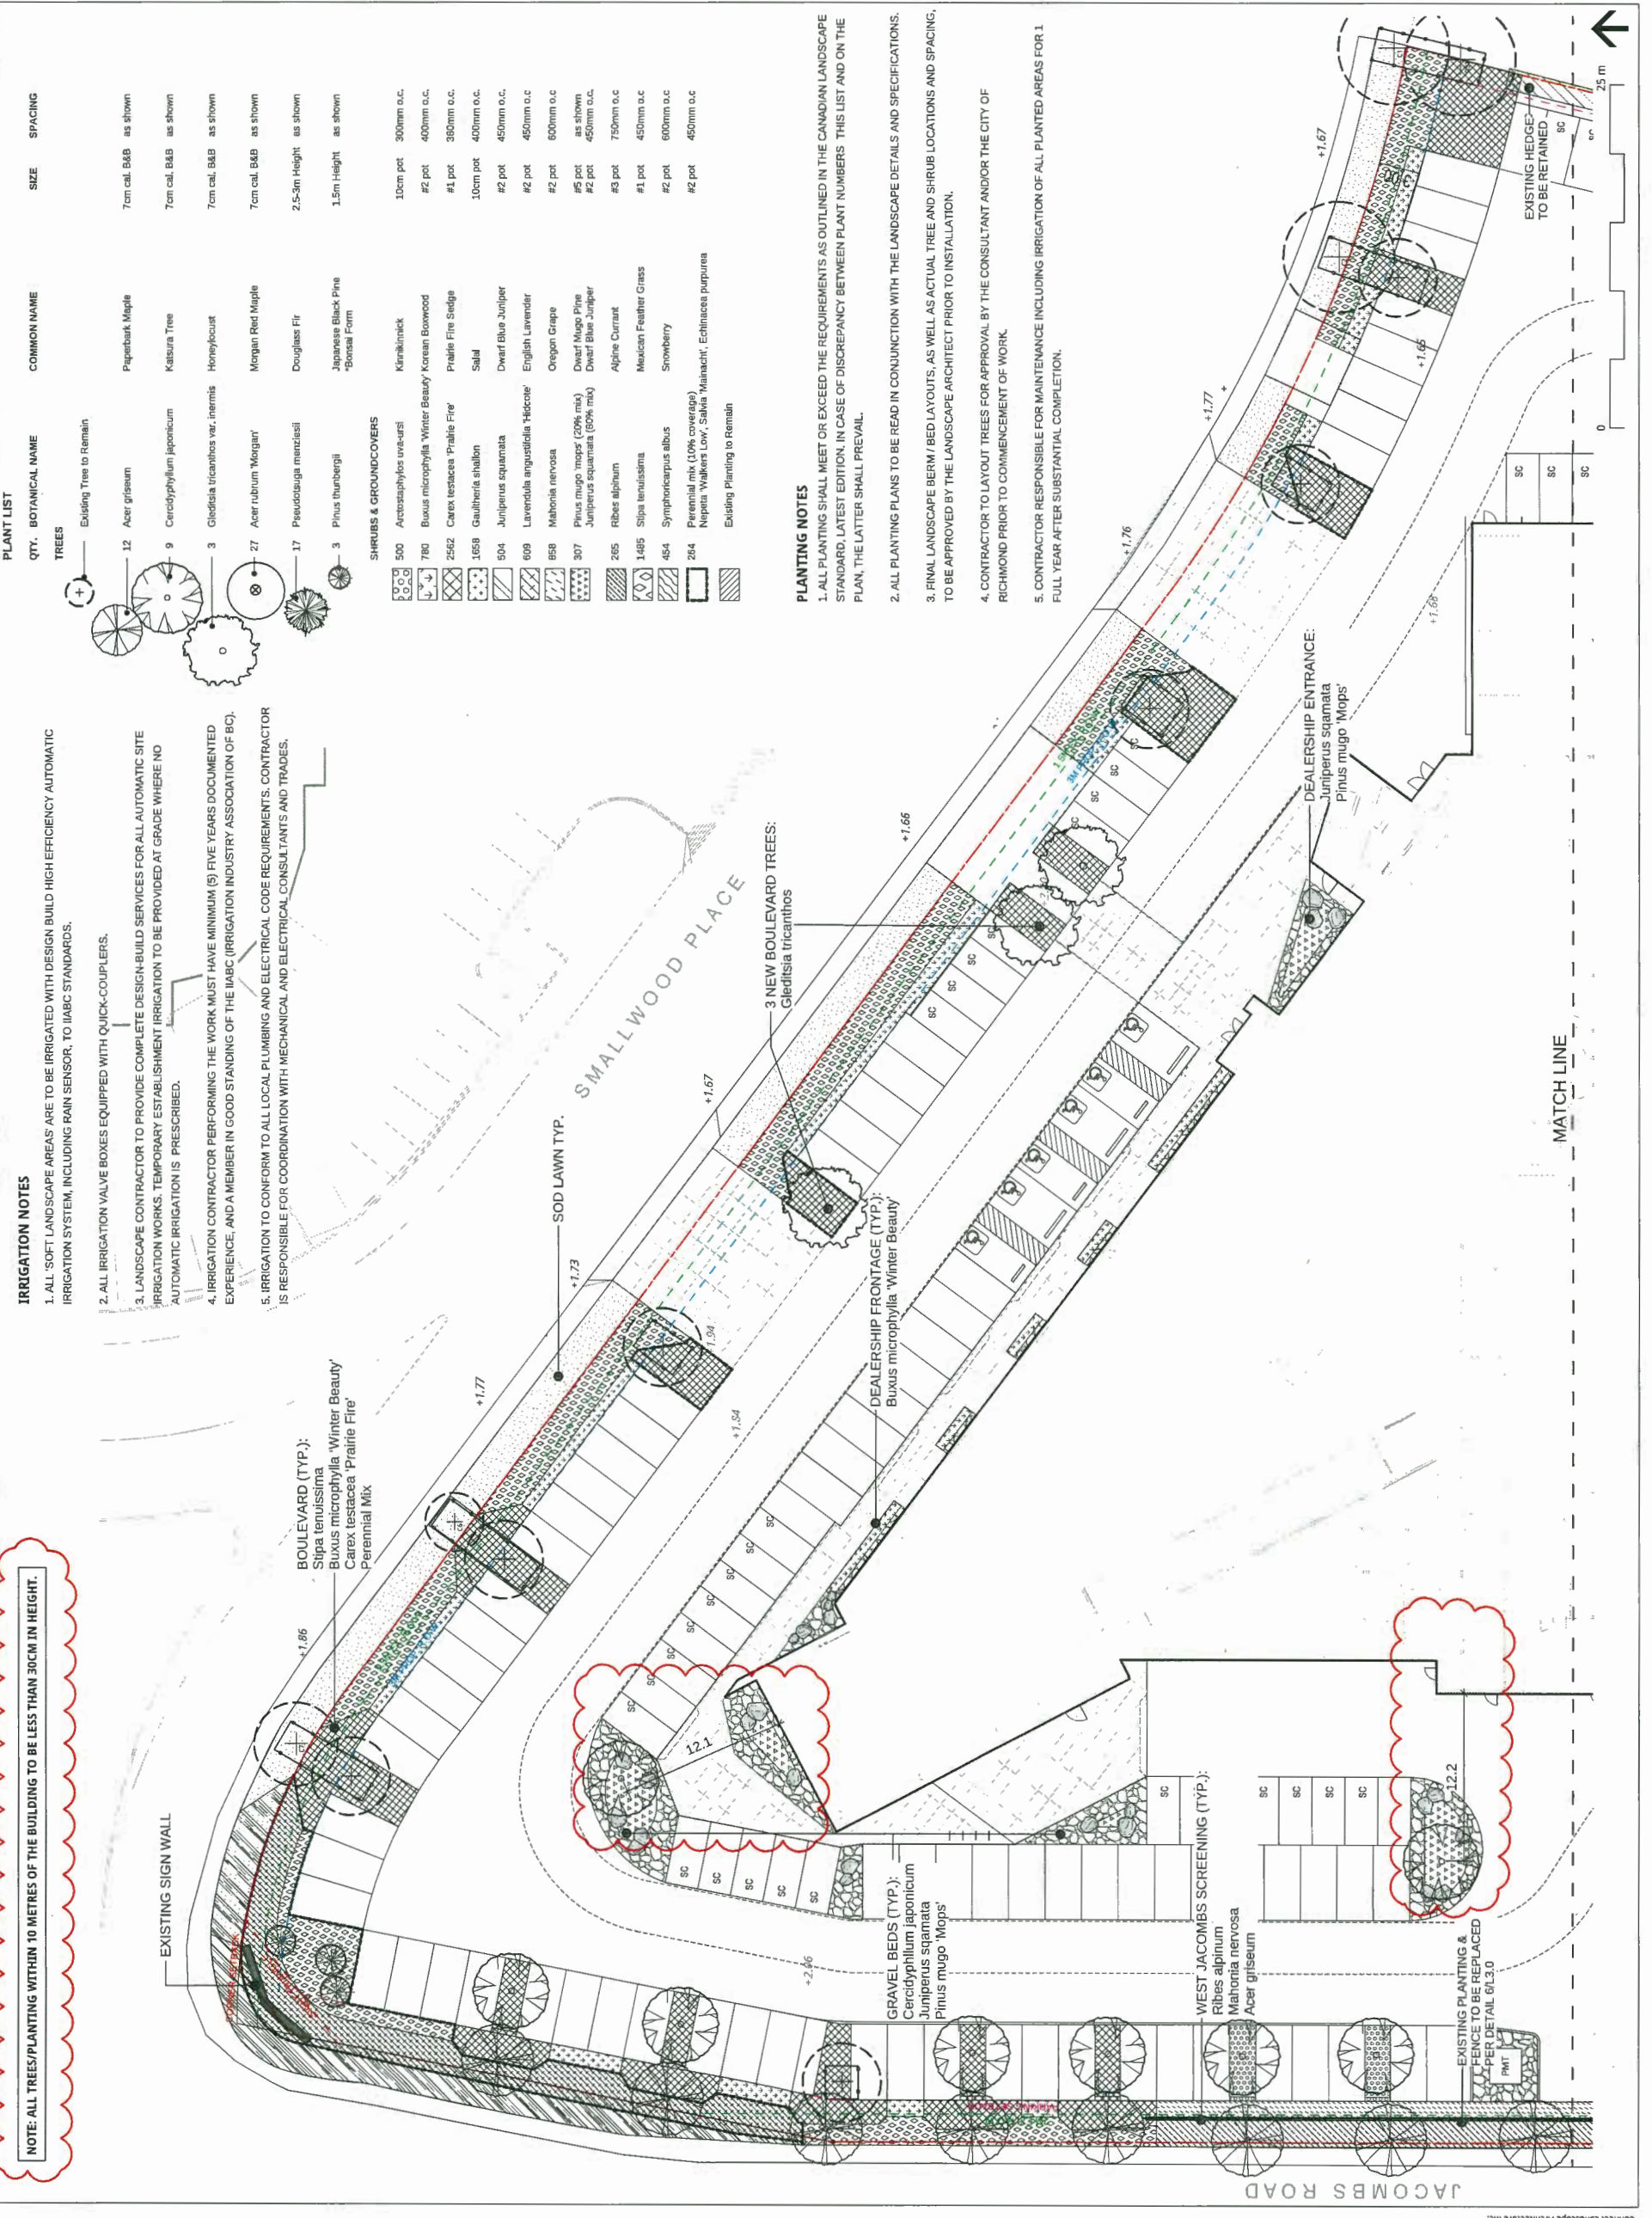 NOTE: ALL TREES/PLANTING WITHIN 10 METRES OF THE BUILDING TO BE LESS THAN 30CM IN HEIGHT.
IRRIGATION NOTES
1. ALL 'SOFT LANDSCAPE AREAS' ARE TO BE IRRIGATED WITH DESIGN BUILD HIGH EFFICIENCY AUTOMATIC
IRRIGATION SYSTEM, INCLUDING RAIN SENSOR, TO IIABC STANDARDS.
2. ALL IRRIGATION VALVE BOXES EQUIPPED WITH QUICK-COUPLERS.
3. LANDSCAPE CONTRACTOR TO PROVIDE COMPLETE DESIGN-BUILD SERVICES FOR ALL AUTOMATIC SITE
IRRIGATION WORKS. TEMPORARY ESTABLISHMENT IRRIGATION TO BE PROVIDED AT GRADE WHERE NO
AUTOMATIC IRRIGATION IS PRESCRIBED.
4. IRRIGATION CONTRACTOR PERFORMING THE WORK MUST HAVE MINIMUM (5) FIVE YEARS DOCUMENTED
EXPERIENCE, AND A MEMBER IN GOOD STANDING OF THE IIABC (IRRIGATION INDUSTRY ASSOCIATION OF BC).
5. IRRIGATION TO CONFORM TO ALL LOCAL PLUMBING AND ELECTRICAL CODE REQUIREMENTS. CONTRACTOR
IS RESPONSIBLE FOR COORDINATION WITH MECHANICAL AND ELECTRICAL CONSULTANTS AND TRADES.
PLANT LIST
QTY. BOTANICAL NAME COMMON NAME SIZE SPACING
TREES
Existing Tree to Remain
12 Acer griseum Paperbark Maple 7cm cal. B&B as shown
9 Cercidyphyllum japonicum Katsura Tree 7cm cal. B&B as shown
3 Gleditsia tricanthos var. inermis Honeylocust 7cm cal. B&B as shown
27 Acer rubrum 'Morgan' Morgan Red Maple 7cm cal. B&B as shown
17 Pseudotsuga menziesii Douglass Fir 2.5-3m Height as shown
3 Pinus thunbergii Japanese Black Pine 1.5m Height as shown
*Bonsai Form
SHRUBS & GROUNDCOVERS
500 Arctostaphylos uva-ursi Kinnikinnick 10cm pot 300mm o.c.
780 Buxus microphylla 'Winter Beauty' Korean Boxwood #2 pot 400mm o.c.
2562 Carex testacea 'Prairie Fire' Prairie Fire Sedge #1 pot 380mm o.c.
1658 Gaultheria shallon Salal 10cm pot 400mm o.c.
504 Juniperus squamata Dwarf Blue Juniper #2 pot 450mm o.c.
609 Lavendula angustifolia 'Hidcote' English Lavender #2 pot 450mm o.c
858 Mahonia nervosa Oregon Grape #2 pot 600mm o.c
307 Pinus mugo 'mops' (20% mix) Dwarf Mugo Pine #5 pot as shown
Juniperus squamata (80% mix) Dwarf Blue Juniper #2 pot 450mm o.c.
265 Ribes alpinum Alpine Currant #3 pot 750mm o.c
1485 Stipa tenuissima Mexican Feather Grass #1 pot 450mm o.c
454 Symphoricarpus albus Snowberry #2 pot 600mm o.c
264 Perennial mix (10% coverage) #2 pot 450mm o.c
Nepeta 'Walkers Low', Salvia 'Mainacht', Echinacea purpurea
Existing Planting to Remain
PLANTING NOTES
1. ALL PLANTING SHALL MEET OR EXCEED THE REQUIREMENTS AS OUTLINED IN THE CANADIAN LANDSCAPE
STANDARD, LATEST EDITION. IN CASE OF DISCREPANCY BETWEEN PLANT NUMBERS THIS LIST AND ON THE
PLAN, THE LATTER SHALL PREVAIL.
2. ALL PLANTING PLANS TO BE READ IN CONJUNCTION WITH THE LANDSCAPE DETAILS AND SPECIFICATIONS.
3. FINAL LANDSCAPE BERM / BED LAYOUTS, AS WELL AS ACTUAL TREE AND SHRUB LOCATIONS AND SPACING,
TO BE APPROVED BY THE LANDSCAPE ARCHITECT PRIOR TO INSTALLATION.
4. CONTRACTOR TO LAYOUT TREES FOR APPROVAL BY THE CONSULTANT AND/OR THE CITY OF
RICHMOND PRIOR TO COMMENCEMENT OF WORK.
5. CONTRACTOR RESPONSIBLE FOR MAINTENANCE INCLUDING IRRIGATION OF ALL PLANTED AREAS FOR 1
FULL YEAR AFTER SUBSTANTIAL COMPLETION.
EXISTING SIGN WALL
BOULEVARD (TYP.):
Stipa tenuissima
Buxus microphylla 'Winter Beauty'
Carex testacea 'Prairie Fire'
Perennial Mix
SOD LAWN TYP.
SMALLWOOD PLACE
3 NEW BOULEVARD TREES:
Gleditsia tricanthos
DEALERSHIP FRONTAGE (TYP.):
Buxus microphylla 'Winter Beauty'
DEALERSHIP ENTRANCE:
Juniperus sqamata
Pinus mugo 'Mops'
EXISTING HEDGE
TO BE RETAINED
GRAVEL BEDS (TYP.):
Cercidyphllum japonicum
Juniperus sqamata
Pinus mugo 'Mops'
WEST JACOMBS SCREENING (TYP.):
Ribes alpinum
Mahonia nervosa
Acer griseum
EXISTING PLANTING &
FENCE TO BE REPLACED
PER DETAIL 6/L3.0
PMT
MATCH LINE
JACOMBS ROAD
+1.86
+1.77
+1.73
+1.67
+1.66
+1.76
+1.77
+1.67
+1.65
+1.66
+1.54
1.94
12.1
12.2
SC
0
25 m